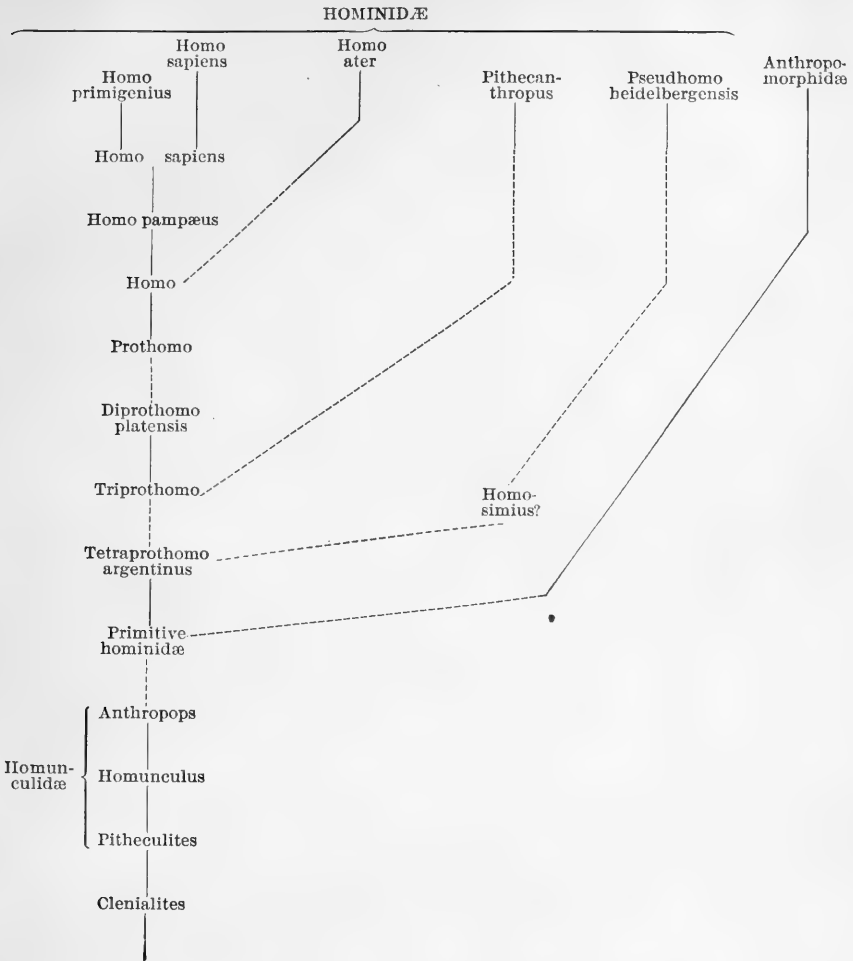 HOMINIDÆ
Homo
sapiens
Homo
ater
Homo
primigenius
Pithecan-
thropus
Pseudhomo
heidelbergensis
Anthropo-
morphidæ
Homo sapiens
Homo pampæus
Homo
Prothomo
Diprothomo
platensis
Triprothomo
Homo-
simius?
Tetraprothomo
argentinus
Primitive
hominidæ
Anthropops
Homun-
culidæ
Homunculus
Pitheculites
Clenialites